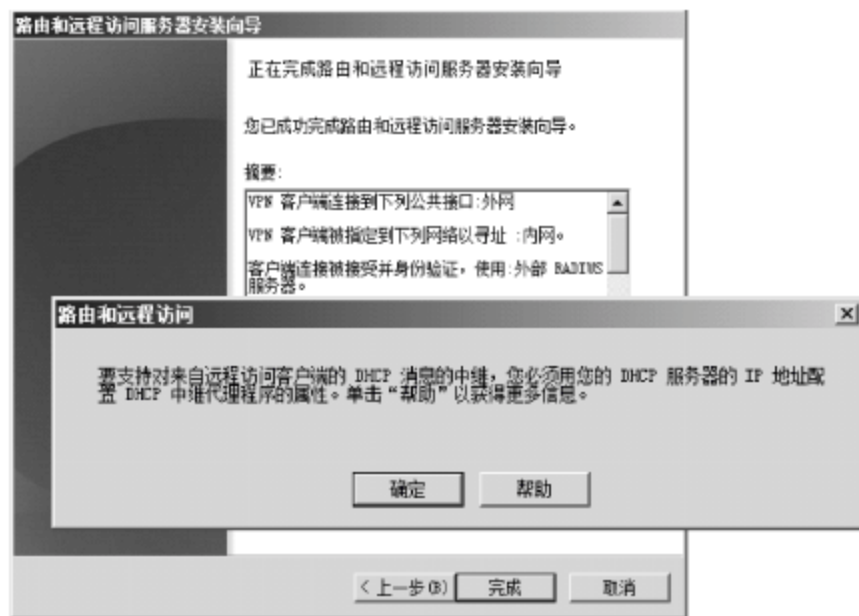 路由和远程访问服务器安装向导
正在完成路由和远程访问服务器安装向导
您已成功完成路由和远程访问服务器安装向导。
摘要:
VPN 客户端连接到下列公共接口:外网
VPN 客户端被指定到下列网络以寻址 :内网。
客户端连接被接受并身份验证，使用:外部 RADIUS
服务器。
路由和远程访问
要支持对来自远程访问客户端的 DHCP 消息的中继，您必须用您的 DHCP 服务器的 IP 地址配
置 DHCP 中继代理程序的属性。单击“帮助”以获得更多信息。
确定
帮助
< 上一步(B)
完成
取消